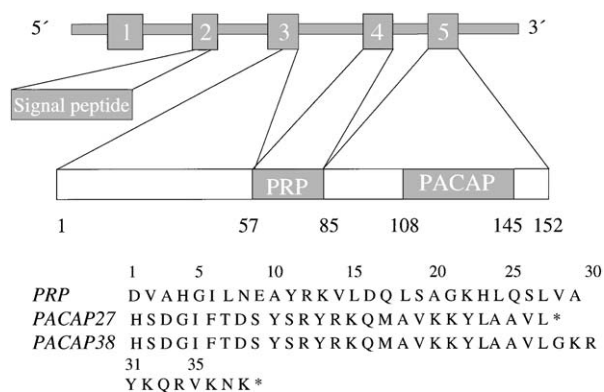 5´ 1 2 3 4 5 3´
Signal peptide
PRP PACAP
1 57 85 108 145 152
1 5 10 15 20 25 30
PRP D V A H G I L N E A Y R K V L D Q L S A G K H L Q S L V A
PACAP27 H S D G I F T D S Y S R Y R K Q M A V K K Y L A A V L *
PACAP38 H S D G I F T D S Y S R Y R K Q M A V K K Y L A A V L G K R
31 35
Y K Q R V K N K *